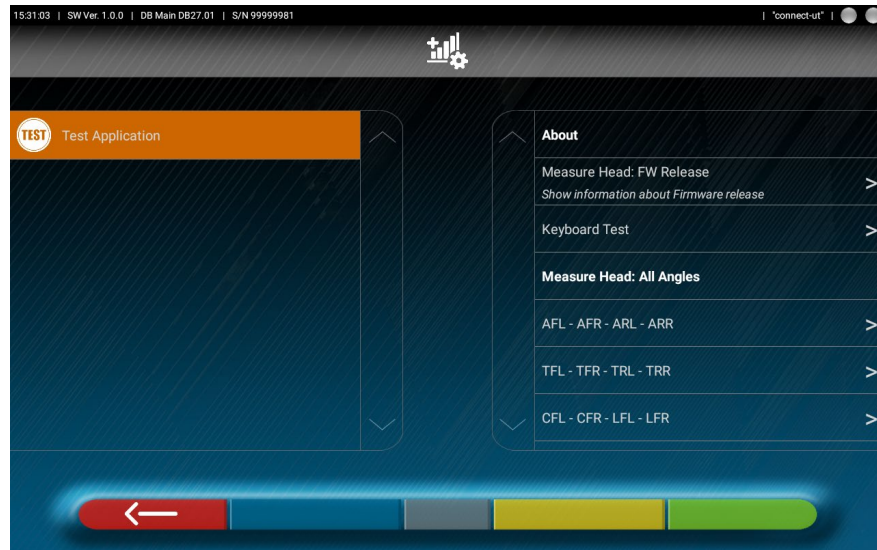 15:31:03 | SW Ver. 1.0.0 | DB Main DB27.01 | S/N 99999981 | "connect-ut" |
TEST Test Application
About
Measure Head: FW Release
Show information about Firmware release
>
Keyboard Test >
Measure Head: All Angles
AFL - AFR - ARL - ARR >
TFL - TFR - TRL - TRR >
CFL - CFR - LFL - LFR >